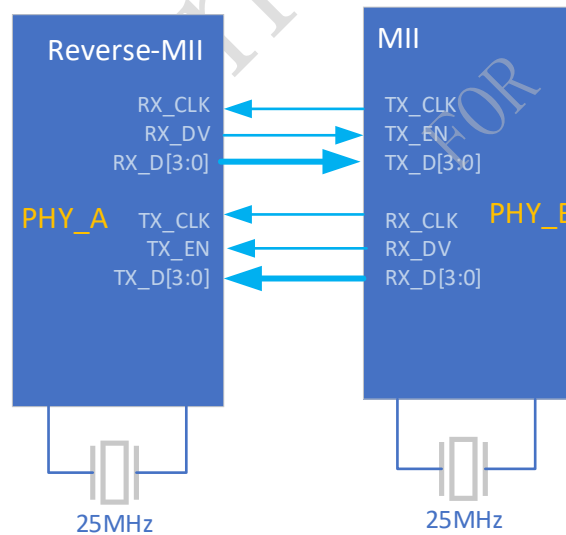 Reverse-MII
RX_CLK
RX_DV
RX_D[3:0]
PHY_A
TX_CLK
TX_EN
TX_D[3:0]
25MHz
MII
TX_CLK
TX_EN
TX_D[3:0]
FOR
RX_CLK
RX_DV
RX_D[3:0]
25MHz